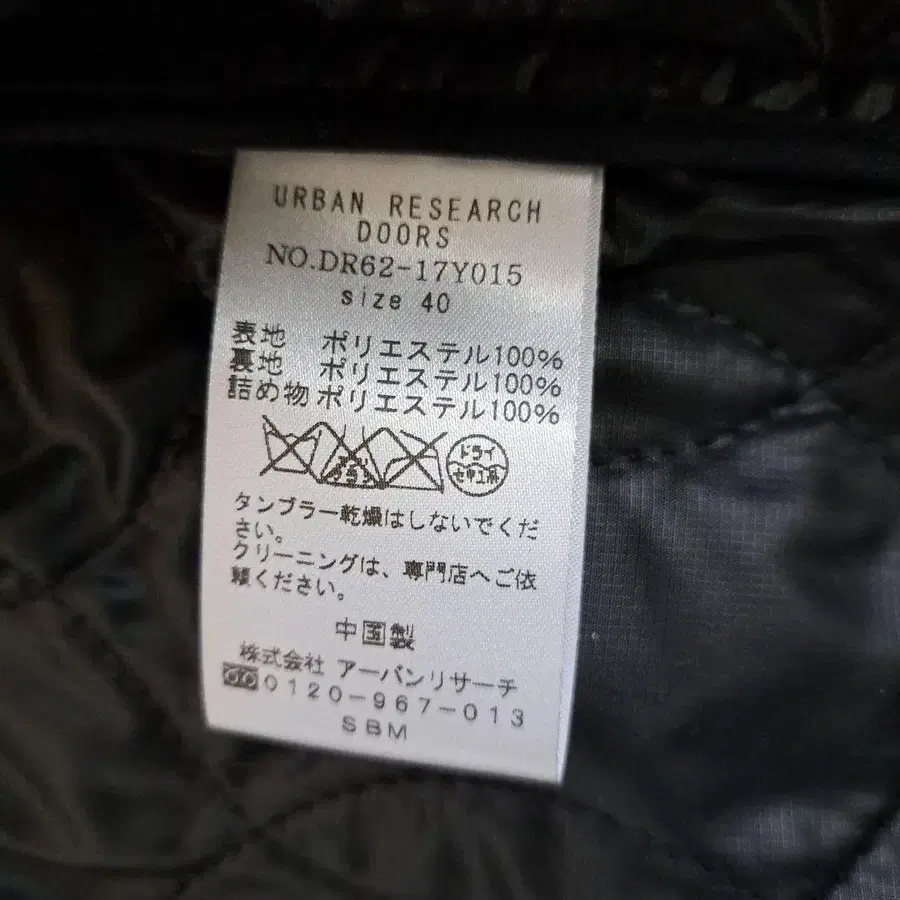 URBAN RESEARCH
DOORS
NO.DR62-17Y015
size 40
表地 ポリエステル100%
裏地 ポリエステル100%
詰め物 ポリエステル100%
ドライ
セキユ系
タンブラー乾燥はしないでくだ
さい。
クリーニングは、専門店へご依
頼ください。
中国製
株式会社 アーバンリサーチ
0120-967-013
SBM